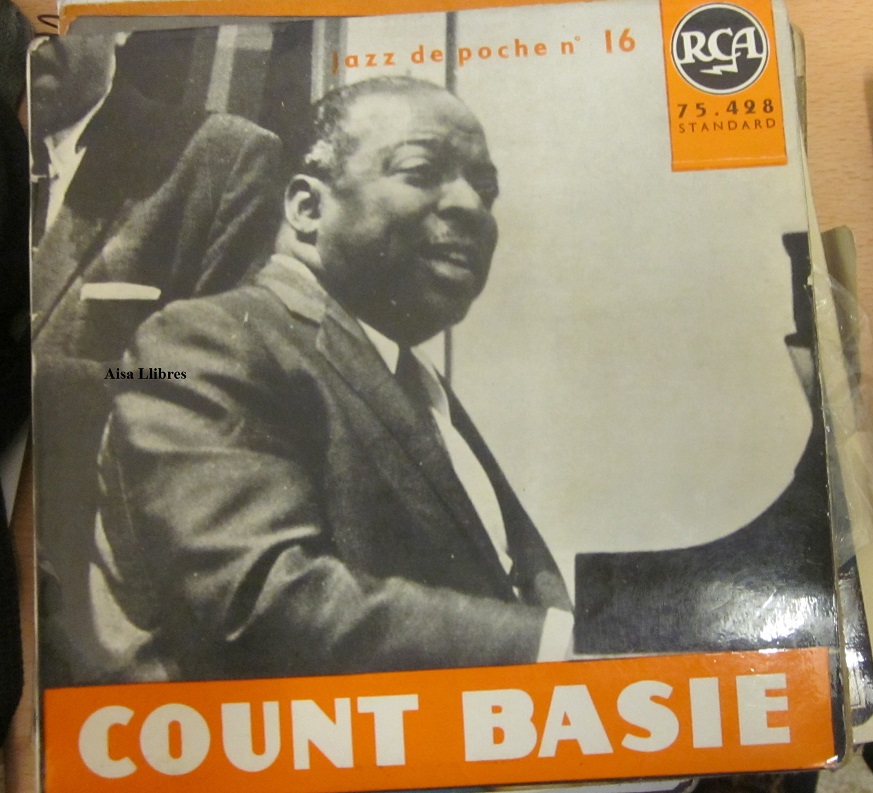 jazz de poche n° 16
RCA
75.428
STANDARD
Aisa Llibres
COUNT BASIE